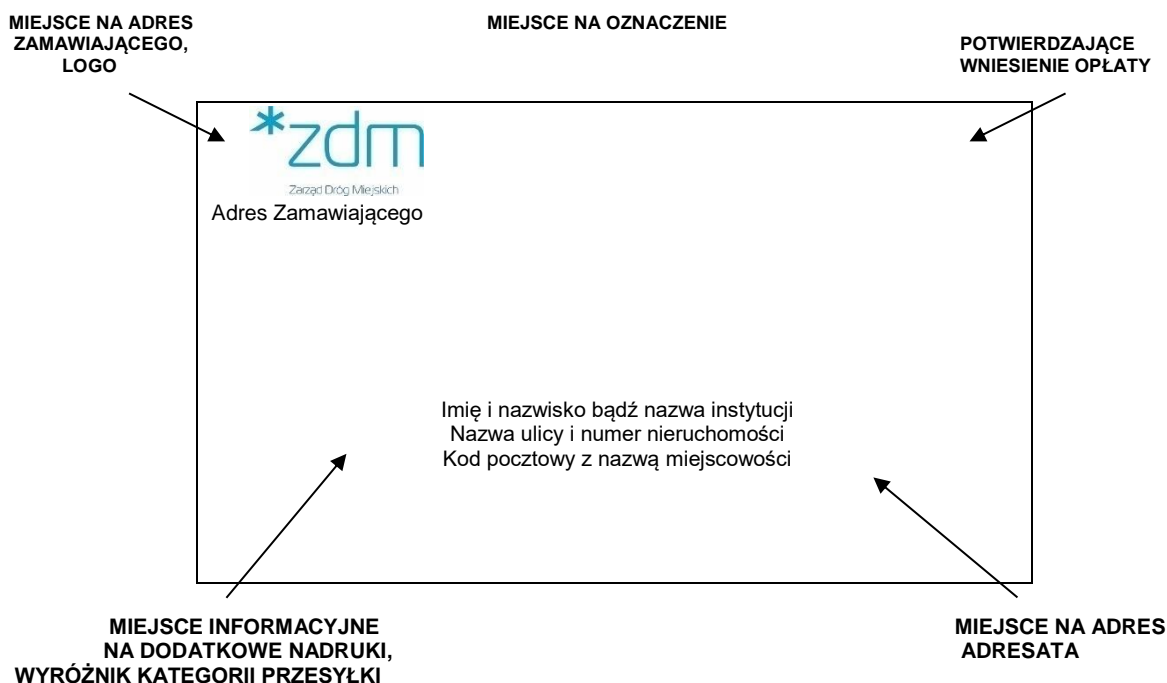 MIEJSCE NA ADRES
ZAMAWIAJĄCEGO,
LOGO
MIEJSCE NA OZNACZENIE
POTWIERDZAJĄCE
WNIESIENIE OPŁATY
*zdm
Zarząd Dróg Miejskich
Adres Zamawiającego
Imię i nazwisko bądź nazwa instytucji
Nazwa ulicy i numer nieruchomości
Kod pocztowy z nazwą miejscowości
MIEJSCE INFORMACYJNE
NA DODATKOWE NADRUKI,
WYRÓŻNIK KATEGORII PRZESYŁKI
MIEJSCE NA ADRES
ADRESATA